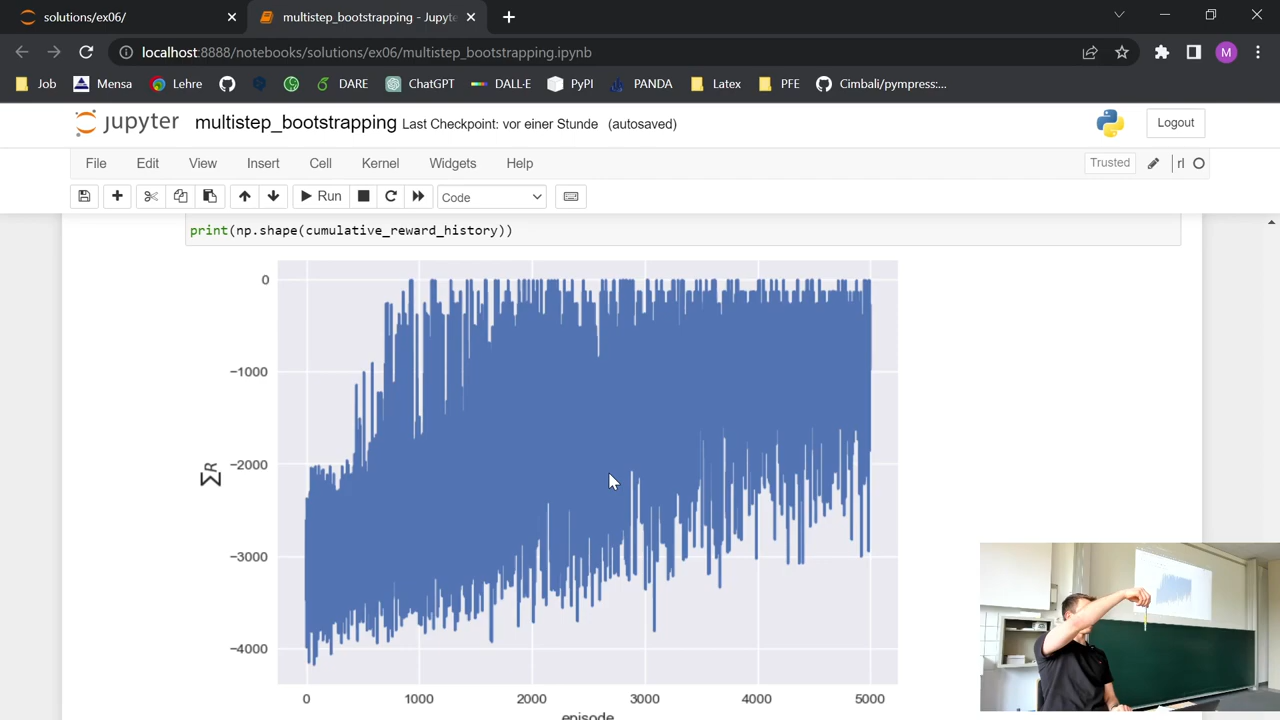 solutions/ex06/
multistep_bootstrapping - Jupyte
localhost:8888/notebooks/solutions/ex06/multistep_bootstrapping.ipynb
M
Job Mensa Lehre DARE ChatGPT DALL-E PyPI PANDA Latex PFE Cimbali/pympress:...
jupyter multistep_bootstrapping Last Checkpoint: vor einer Stunde (autosaved)
Logout
File Edit View Insert Cell Kernel Widgets Help
Trusted
rl
Run
Code
print(np.shape(cumulative_reward_history))
0
−1000
−2000
−3000
−4000
∑R
0 1000 2000 3000 4000 5000
episode